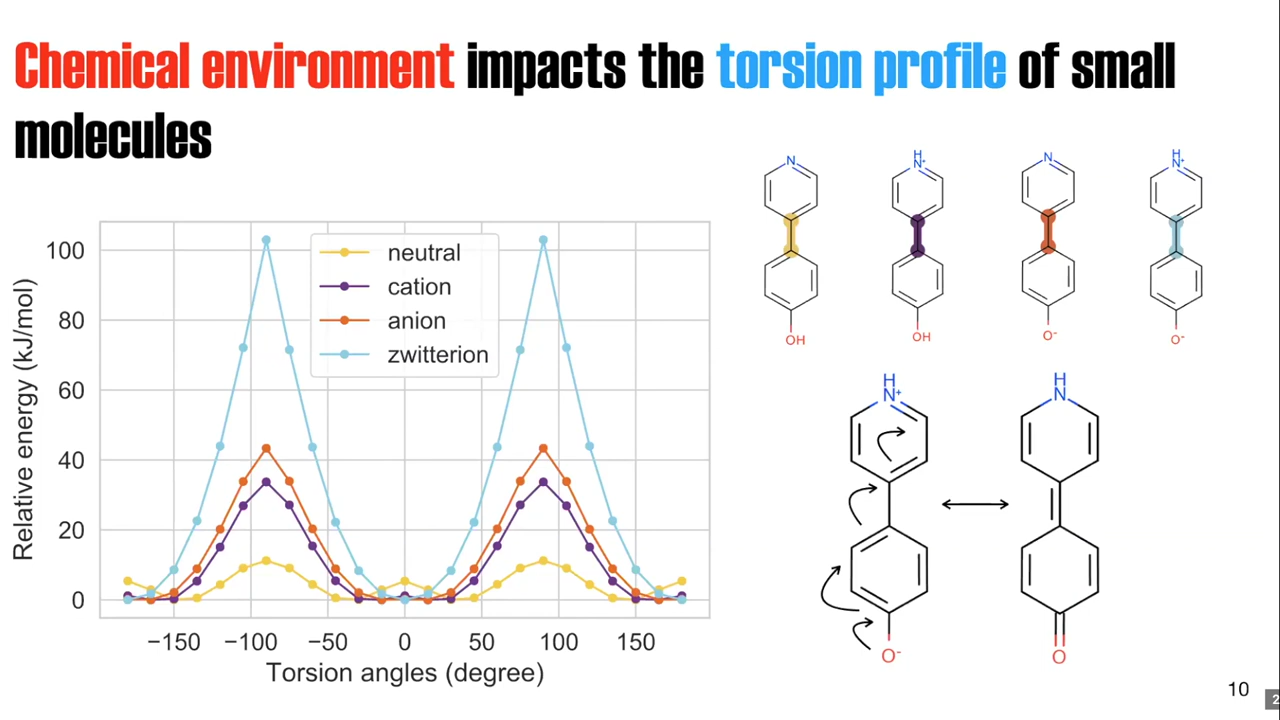 Chemical environment impacts the torsion profile of small
molecules
Relative energy (kJ/mol)
100
80
60
40
20
0
−150
−100
−50
0
50
100
150
Torsion angles (degree)
neutral
cation
anion
zwitterion
N
OH
H
N+
OH
N
O-
H
N+
O-
H
N+
O-
H
N
O
10
2